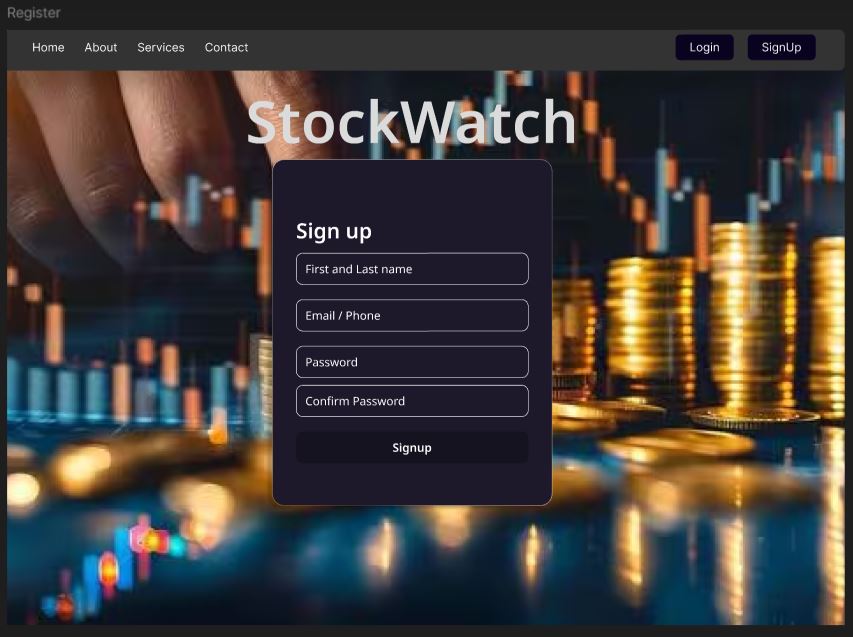 Register
Home About Services Contact Login SignUp
StockWatch
Sign up
First and Last name
Email / Phone
Password
Confirm Password
Signup